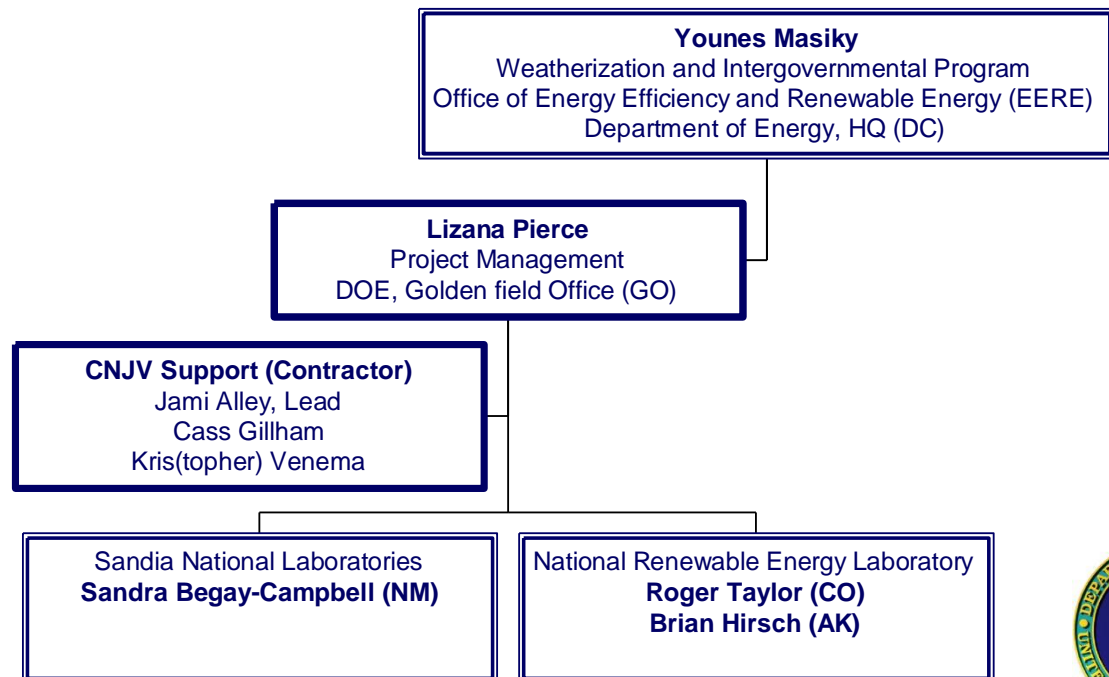 Younes Masiky
Weatherization and Intergovernmental Program
Office of Energy Efficiency and Renewable Energy (EERE)
Department of Energy, HQ (DC)
Lizana Pierce
Project Management
DOE, Golden field Office (GO)
CNJV Support (Contractor)
Jami Alley, Lead
Cass Gillham
Kris(topher) Venema
Sandia National Laboratories
Sandra Begay-Campbell (NM)
National Renewable Energy Laboratory
Roger Taylor (CO)
Brian Hirsch (AK)